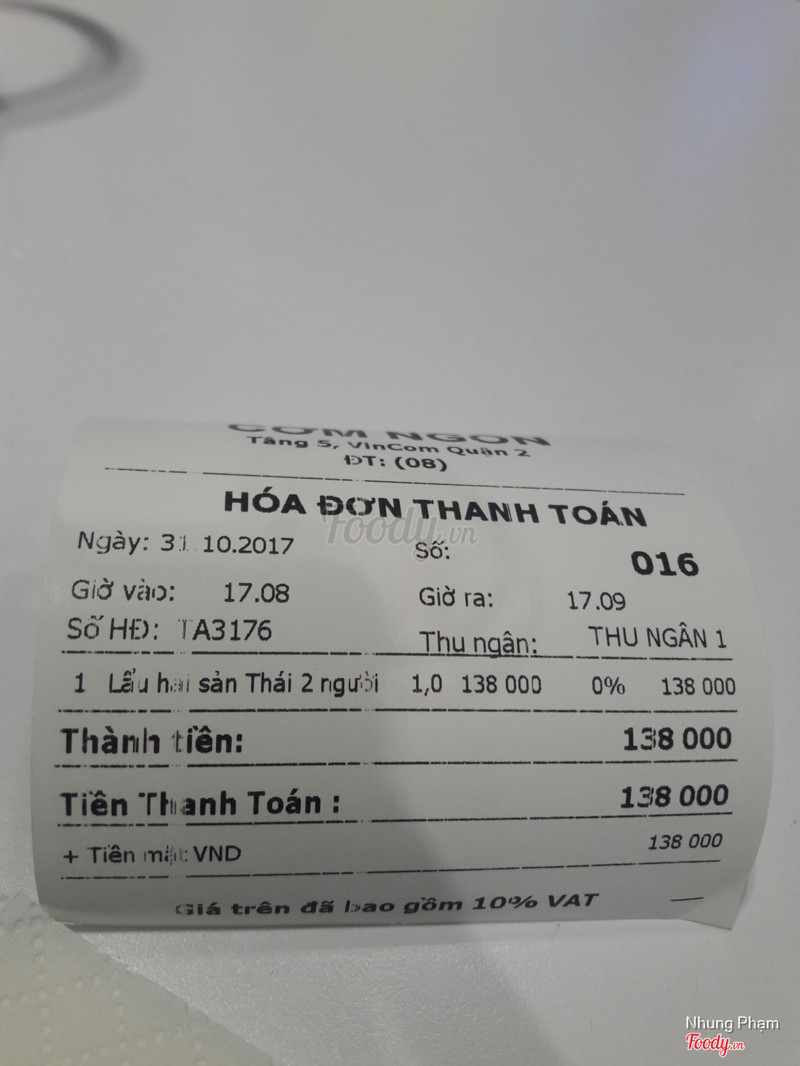 CƠM NGON
Tầng 5, VinCom Quận 2
ĐT: (08)
HÓA ĐƠN THANH TOÁN
Foody.vn
Ngày: 31.10.2017 Số: 016
Giờ vào: 17.08 Giờ ra: 17.09
Số HĐ: TA3176 Thu ngân: THU NGÂN 1
1 Lẩu hải sản Thái 2 người 1,0 138 000 0% 138 000
Thành tiền: 138 000
Tiền Thanh Toán : 138 000
+ Tiền mặt VND 138 000
Giá trên đã bao gồm 10% VAT
Nhung Phạm
Foody.vn